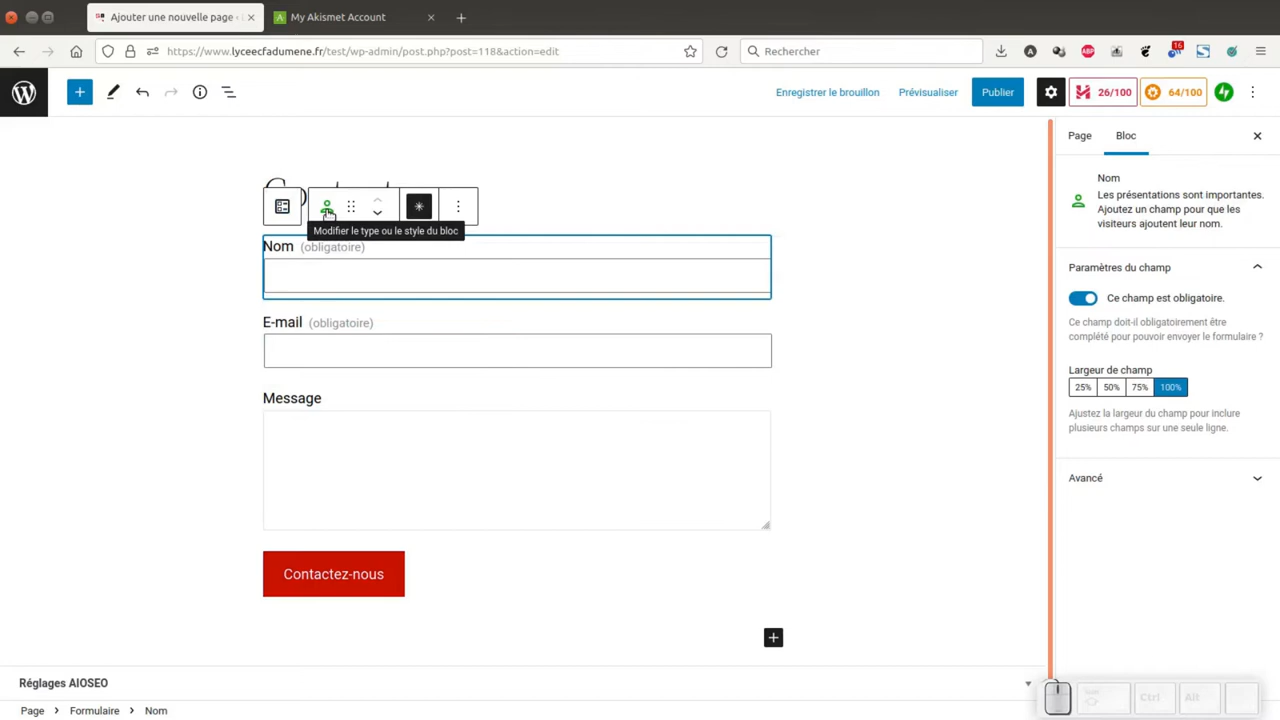 Ajouter une nouvelle page ‹
My Akismet Account
https://www.lyceecfadumene.fr/test/wp-admin/post.php?post=118&action=edit
Rechercher
ABP
16
Enregistrer le brouillon
Prévisualiser
Publier
26/100
64/100
Page
Bloc
Nom
Les présentations sont importantes.
Ajoutez un champ pour que les
visiteurs ajoutent leur nom.
Modifier le type ou le style du bloc
Nom (obligatoire)
E-mail (obligatoire)
Message
Contactez-nous
Paramètres du champ
Ce champ est obligatoire.
Ce champ doit-il obligatoirement être
complété pour pouvoir envoyer le formulaire ?
Largeur de champ
25% 50% 75% 100%
Ajustez la largeur du champ pour inclure
plusieurs champs sur une seule ligne.
Avancé
Réglages AIOSEO
Page
Formulaire
Nom
Ctrl
Alt